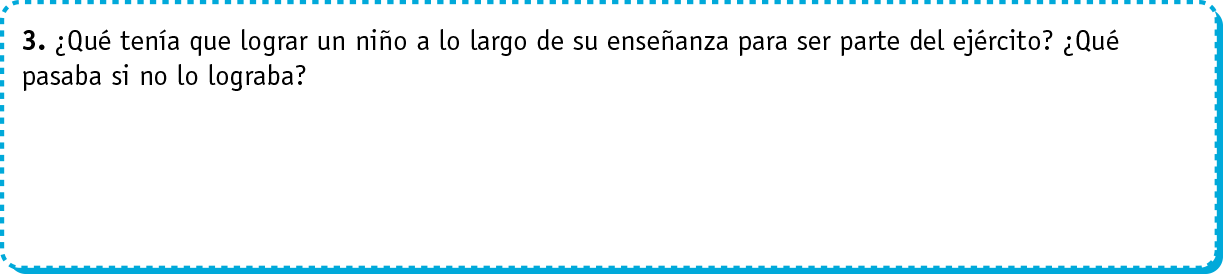 3. ¿Qué tenía que lograr un niño a lo largo de su enseñanza para ser parte del ejército? ¿Qué
pasaba si no lo lograba?